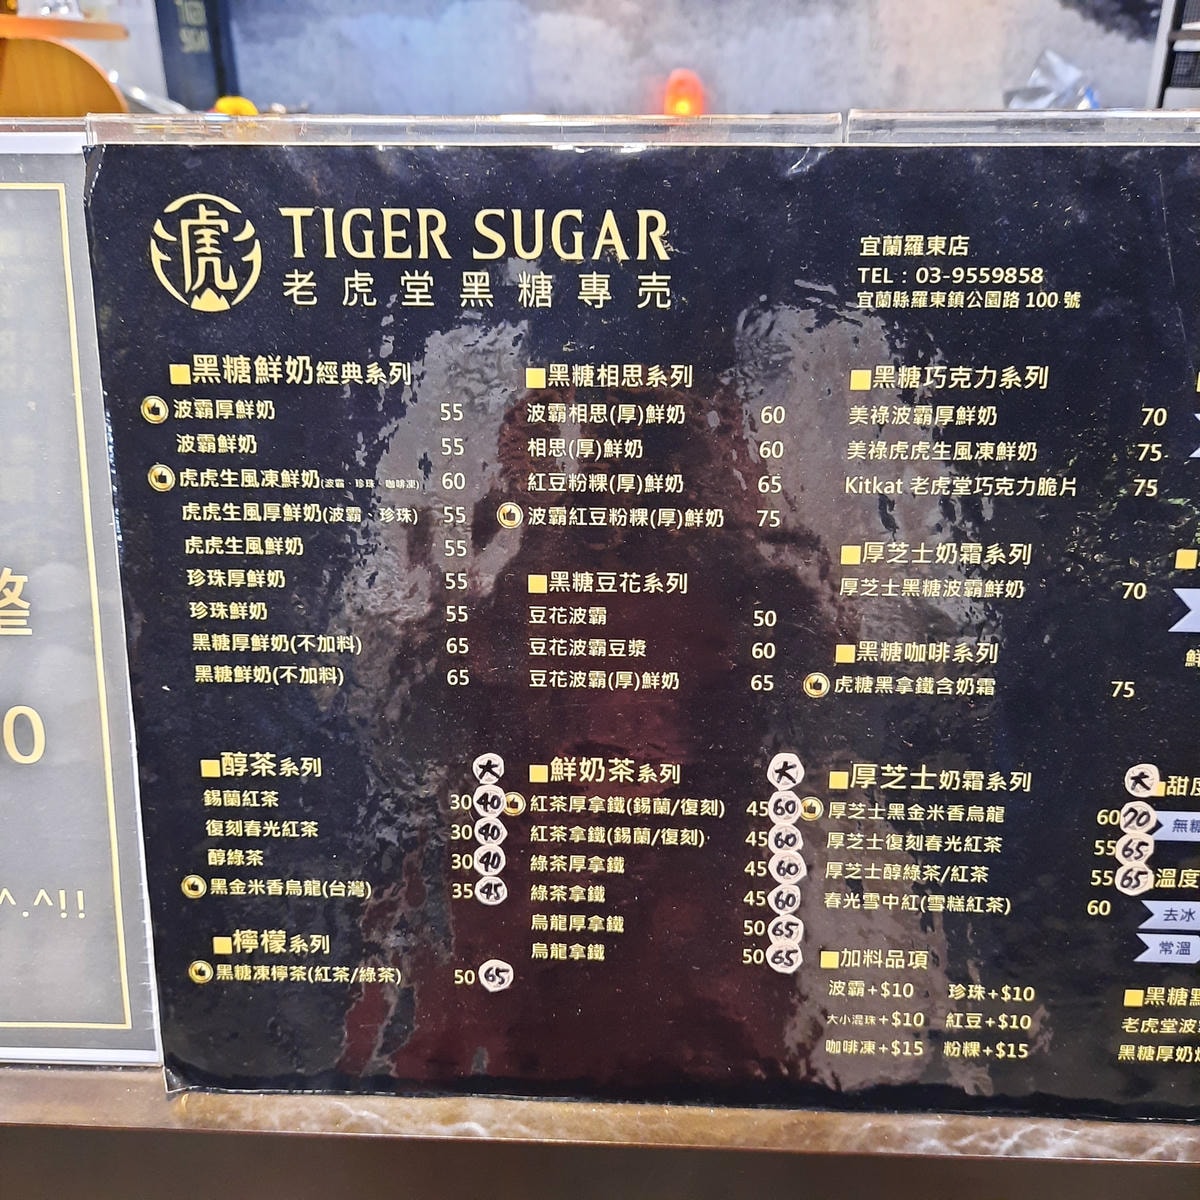 虎
TIGER SUGAR
老虎堂黑糖專売
宜蘭羅東店
TEL：03-9559858
宜蘭縣羅東鎮公園路 100 號
黑糖鮮奶經典系列
波霸厚鮮奶 55
波霸鮮奶 55
虎虎生風凍鮮奶(波霸、珍珠、咖啡凍) 60
虎虎生風厚鮮奶(波霸、珍珠) 55
虎虎生風鮮奶 55
珍珠厚鮮奶 55
珍珠鮮奶 55
黑糖厚鮮奶(不加料) 65
黑糖鮮奶(不加料) 65
黑糖相思系列
波霸相思(厚)鮮奶 60
相思(厚)鮮奶 60
紅豆粉粿(厚)鮮奶 65
波霸紅豆粉粿(厚)鮮奶 75
黑糖豆花系列
豆花波霸 50
豆花波霸豆漿 60
豆花波霸(厚)鮮奶 65
黑糖巧克力系列
美祿波霸厚鮮奶 70
美祿虎虎生風凍鮮奶 75
Kitkat 老虎堂巧克力脆片 75
厚芝士奶霜系列
厚芝士黑糖波霸鮮奶 70
黑糖咖啡系列
虎糖黑拿鐵含奶霜 75
醇茶系列 大
錫蘭紅茶 30 40
復刻春光紅茶 30 40
醇綠茶 30 40
黑金米香烏龍(台灣) 35 45
檸檬系列
黑糖凍檸茶(紅茶/綠茶) 50 65
鮮奶茶系列 大
紅茶厚拿鐵(錫蘭/復刻) 45 60
紅茶拿鐵(錫蘭/復刻) 45 60
綠茶厚拿鐵 45 60
綠茶拿鐵 45 60
烏龍厚拿鐵 50 65
烏龍拿鐵 50 65
厚芝士奶霜系列 大
厚芝士黑金米香烏龍 60 70
厚芝士復刻春光紅茶 55 65
厚芝士醇綠茶/紅茶 55 65
春光雪中紅(雪糕紅茶) 60
加料品項
波霸+$10 珍珠+$10
大小混珠+$10 紅豆+$10
咖啡凍+$15 粉粿+$15
鮮
甜度
無糖
溫度
去冰
常溫
黑糖
老虎堂波
黑糖厚奶
0
^.^!!